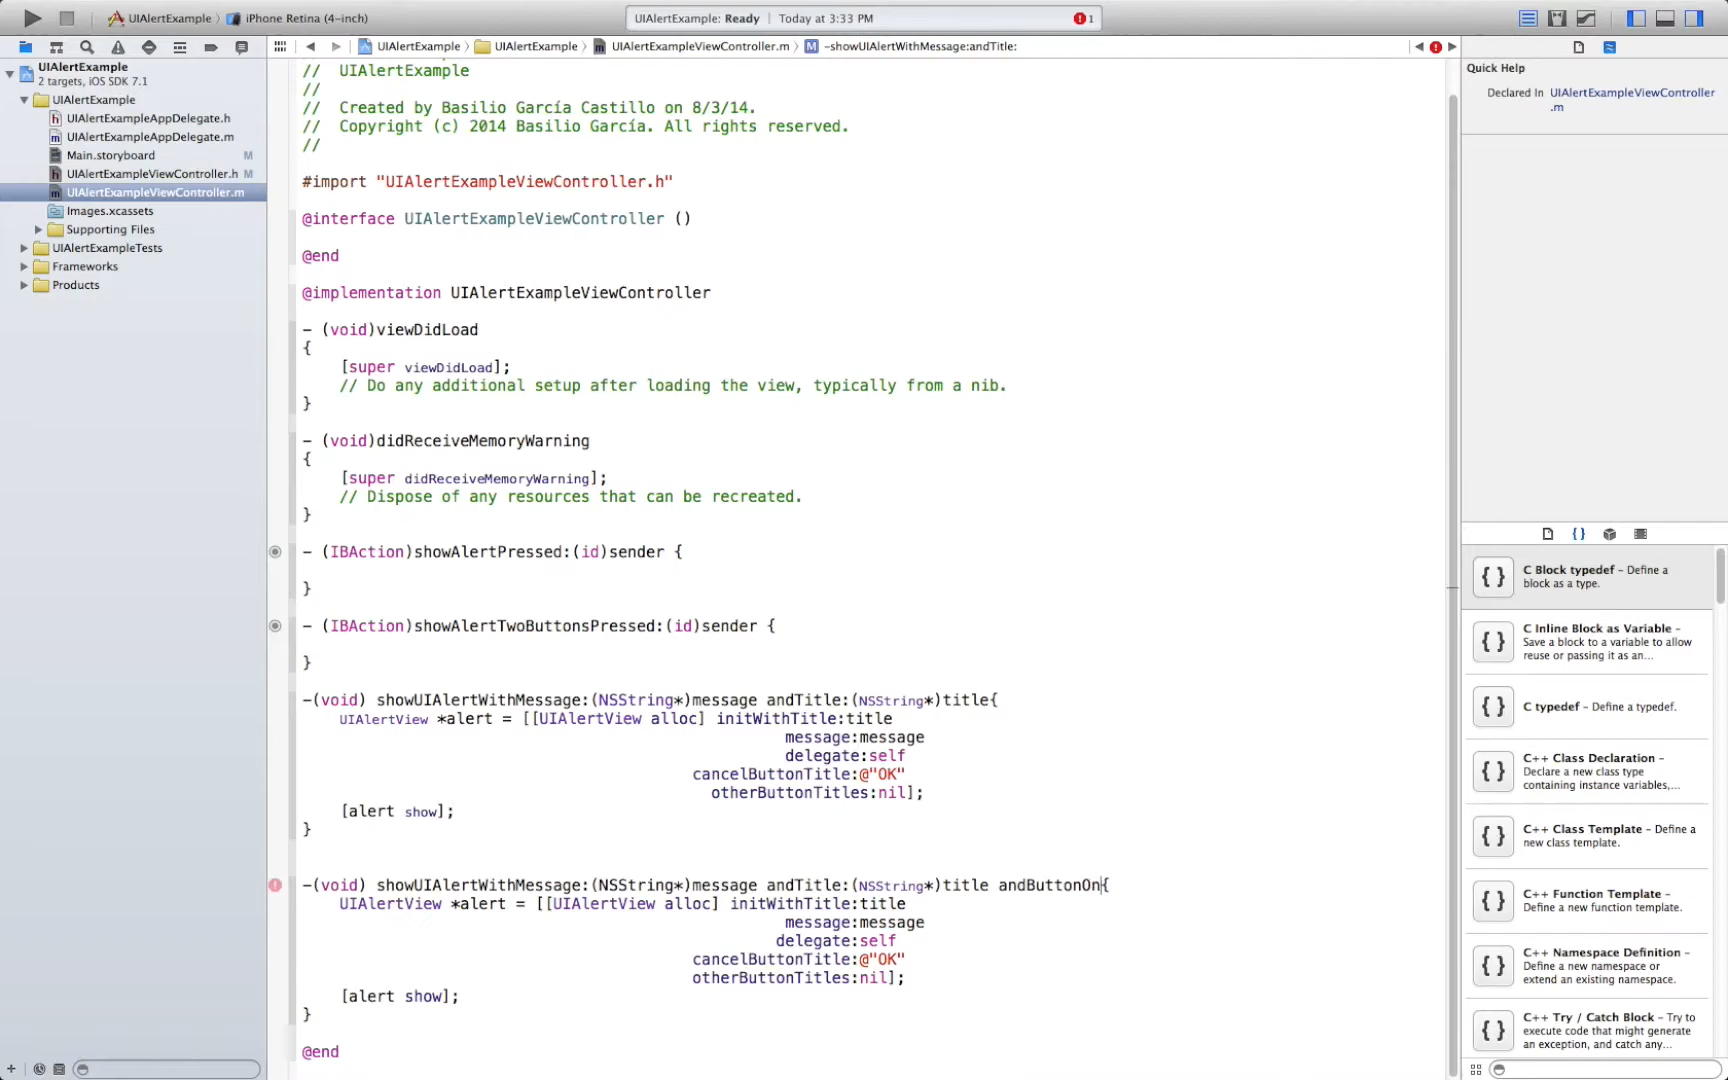 UIAlertExample
iPhone Retina (4-inch)
UIAlertExample: Ready
Today at 3:33 PM
1
UIAlertExample
UIAlertExample
UIAlertExampleViewController.m
M
-showUIAlertWithMessage:andTitle:
UIAlertExample
2 targets, iOS SDK 7.1
UIAlertExample
h UIAlertExampleAppDelegate.h
m UIAlertExampleAppDelegate.m
Main.storyboard M
h UIAlertExampleViewController.h M
m UIAlertExampleViewController.m
Images.xcassets
Supporting Files
UIAlertExampleTests
Frameworks
Products
//  UIAlertExample
//
//  Created by Basilio García Castillo on 8/3/14.
//  Copyright (c) 2014 Basilio García. All rights reserved.
//
#import "UIAlertExampleViewController.h"
@interface UIAlertExampleViewController ()
@end
@implementation UIAlertExampleViewController
- (void)viewDidLoad
{
[super viewDidLoad];
// Do any additional setup after loading the view, typically from a nib.
}
- (void)didReceiveMemoryWarning
{
[super didReceiveMemoryWarning];
// Dispose of any resources that can be recreated.
}
- (IBAction)showAlertPressed:(id)sender {
}
- (IBAction)showAlertTwoButtonsPressed:(id)sender {
}
-(void) showUIAlertWithMessage:(NSString*)message andTitle:(NSString*)title{
UIAlertView *alert = [[UIAlertView alloc] initWithTitle:title
message:message
delegate:self
cancelButtonTitle:@"OK"
otherButtonTitles:nil];
[alert show];
}
-(void) showUIAlertWithMessage:(NSString*)message andTitle:(NSString*)title andButtonOn{
UIAlertView *alert = [[UIAlertView alloc] initWithTitle:title
message:message
delegate:self
cancelButtonTitle:@"OK"
otherButtonTitles:nil];
[alert show];
}
@end
Quick Help
Declared In UIAlertExampleViewController
.m
{ }
{ } C Block typedef – Define a
block as a type.
{ } C Inline Block as Variable –
Save a block to a variable to allow
reuse or passing it as an...
{ } C typedef – Define a typedef.
{ } C++ Class Declaration –
Declare a new class type
containing instance variables,...
{ } C++ Class Template – Define a
new class template.
{ } C++ Function Template –
Define a new function template.
{ } C++ Namespace Definition –
Define a new namespace or
extend an existing namespace.
{ } C++ Try / Catch Block – Try to
execute code that might generate
an exception, and catch any...